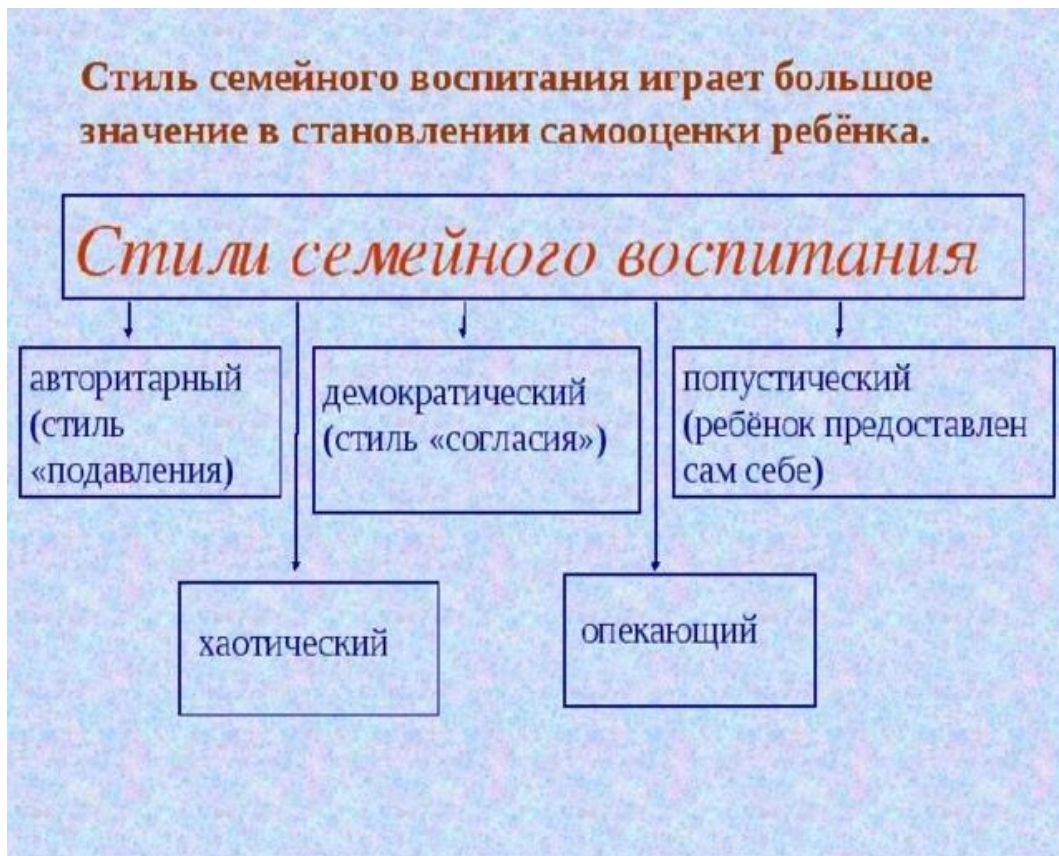 Стиль семейного воспитания играет большое
значение в становлении самооценки ребёнка.
Стили семейного воспитания
авторитарный
(стиль
«подавления)
демократический
(стиль «согласия»)
попустический
(ребёнок предоставлен
сам себе)
хаотический
опекающий